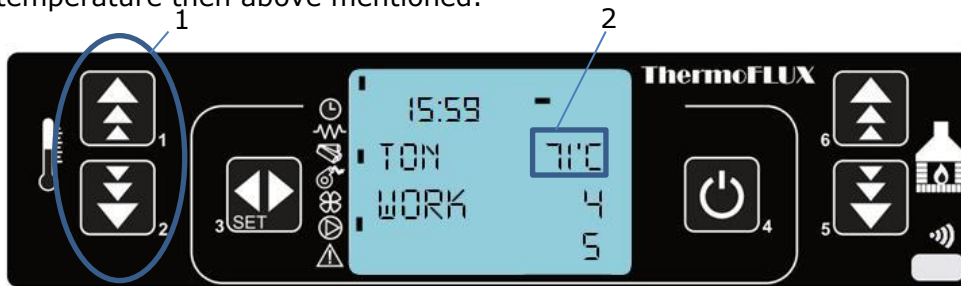 temperature then above mentioned.
1
2
ThermoFLUX
15:59
TON 71°C
WORK 4
5
1
2
3 SET
4
6
5